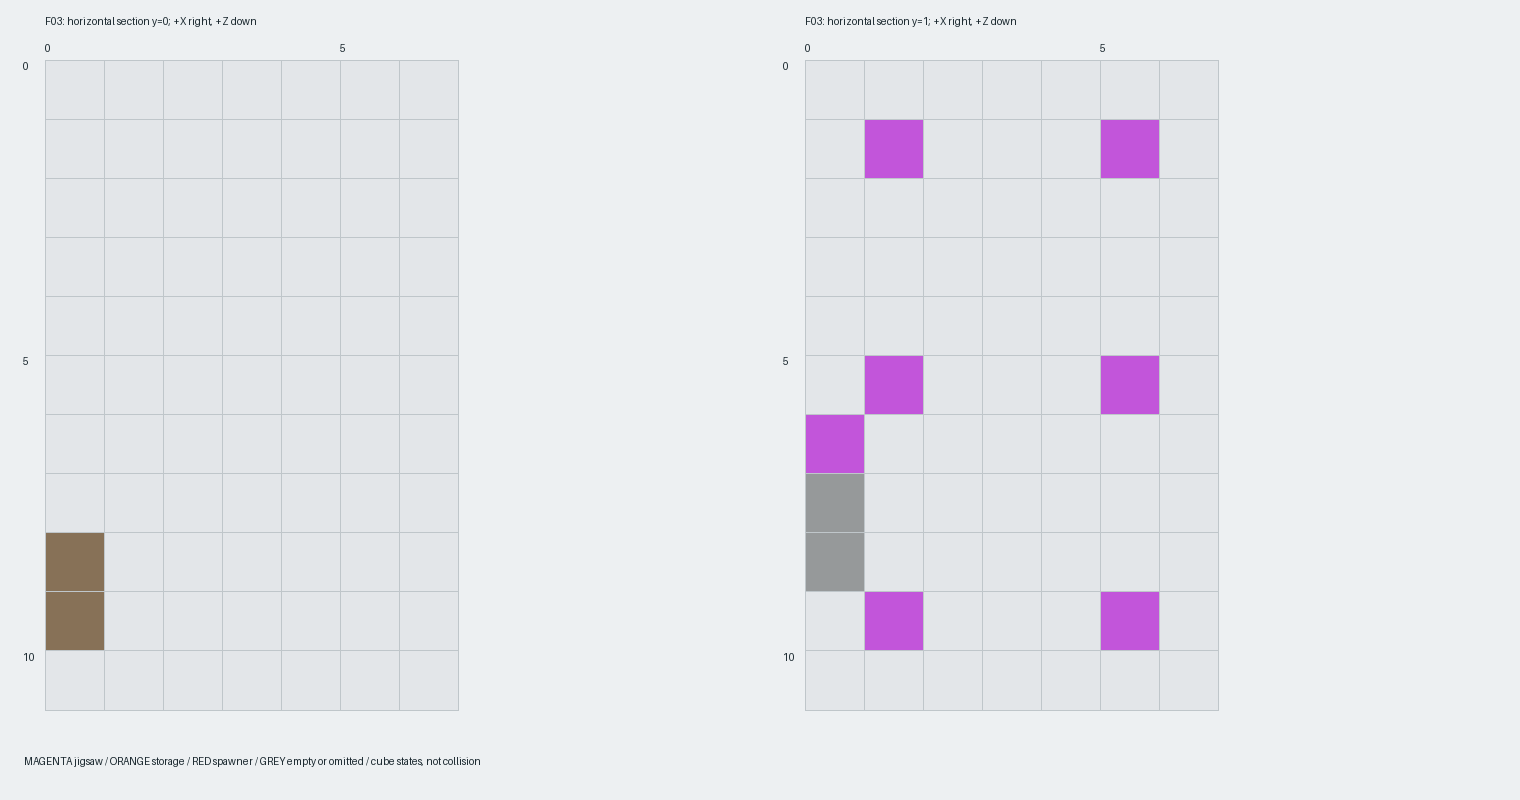 F03: horizontal section y=0; +X right, +Z down
F03: horizontal section y=1; +X right, +Z down
0 5
0 5
0
5
10
0
5
10
MAGENTA jigsaw / ORANGE storage / RED spawner / GREY empty or omitted / cube states, not collision